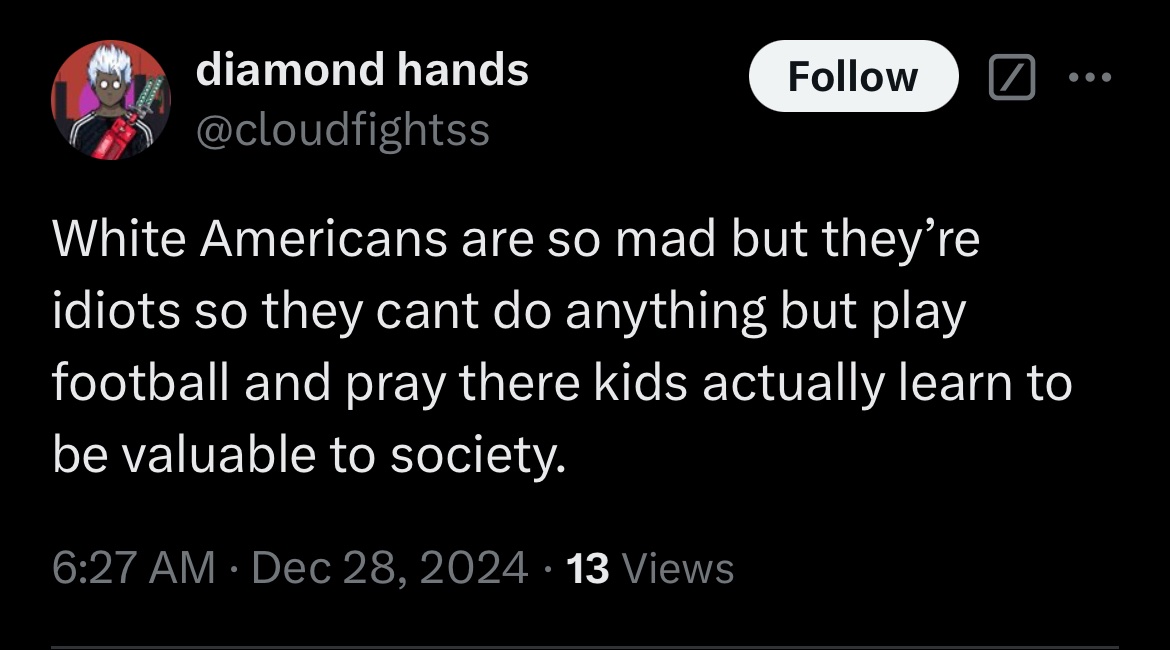 diamond hands
Follow
@cloudfightss
White Americans are so mad but they’re
idiots so they cant do anything but play
football and pray there kids actually learn to
be valuable to society.
6:27 AM · Dec 28, 2024 · 13 Views